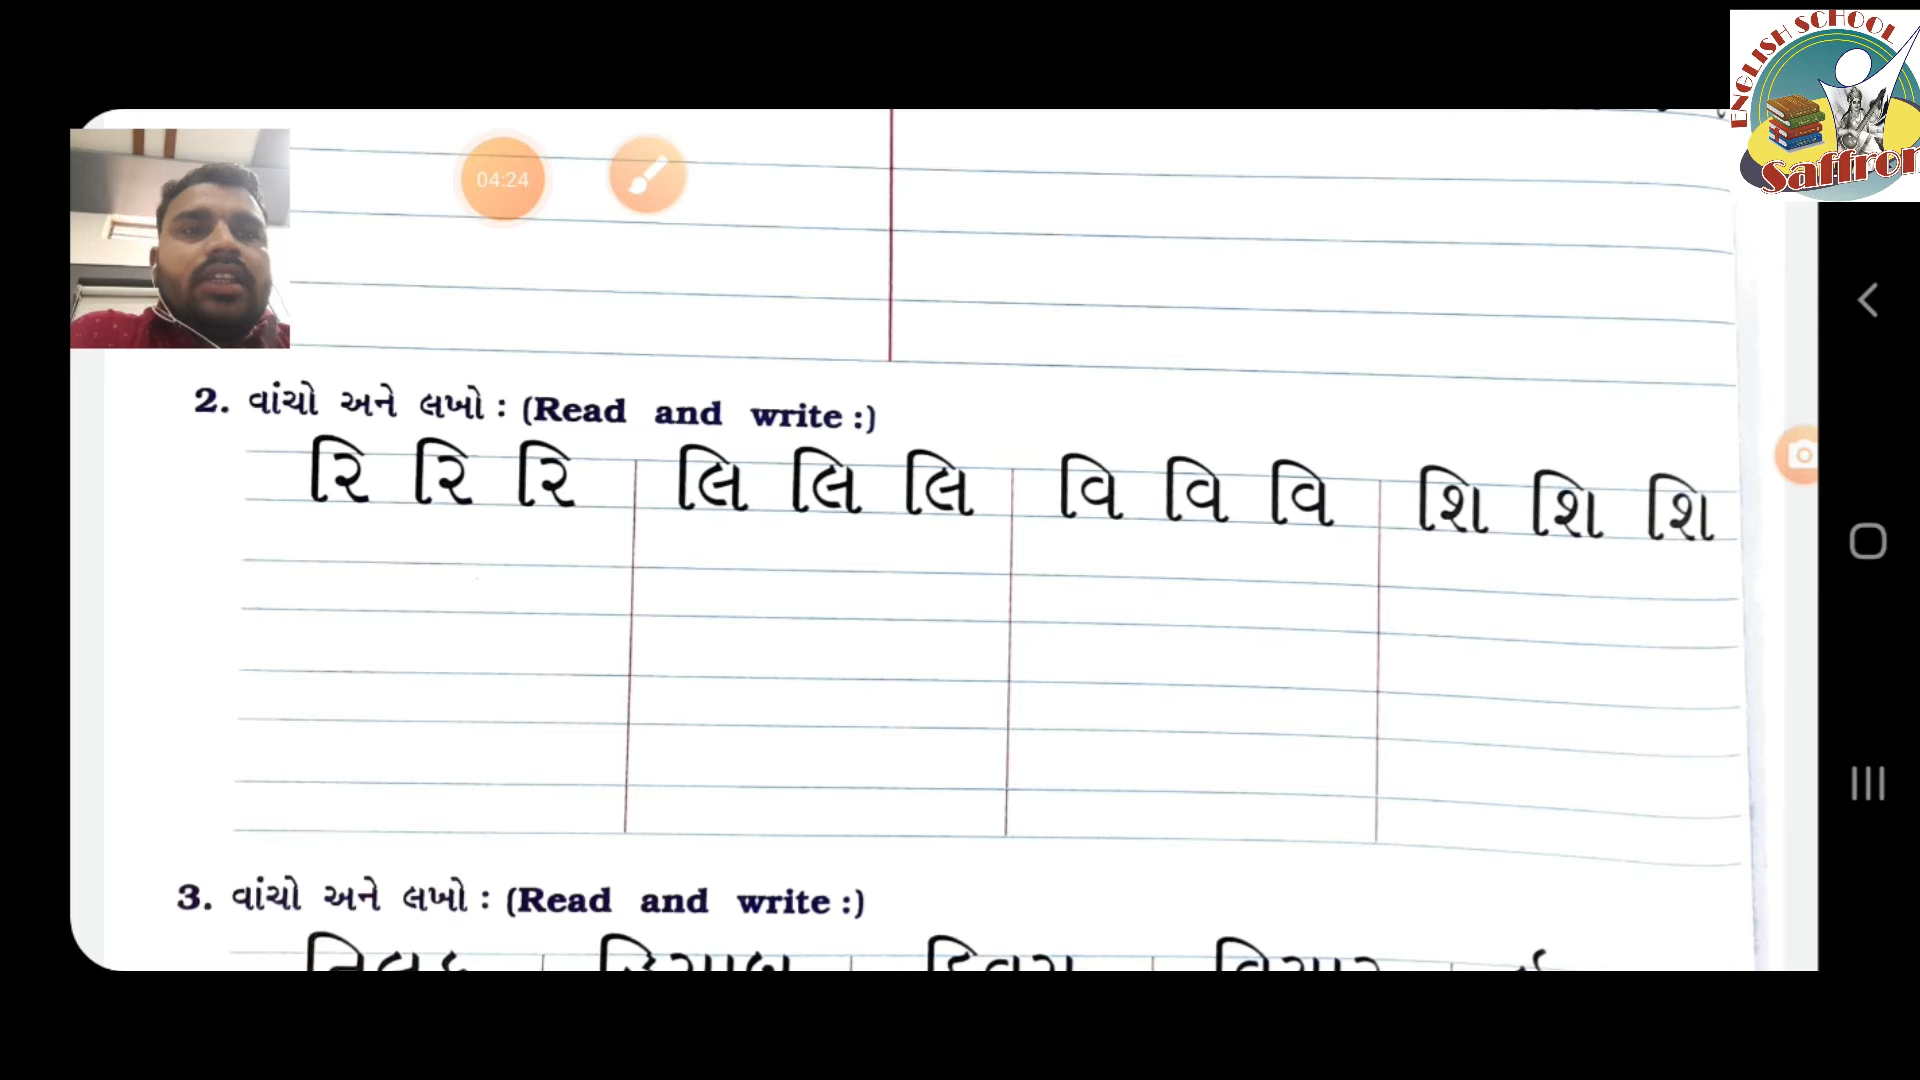 ENGLISH SCHOOL
Saffron
04:24
2. વાંચો અને લખો : (Read and write :)
રિ રિ રિ લિ લિ લિ વિ વિ વિ શિ શિ શિ
3. વાંચો અને લખો : (Read and write :)